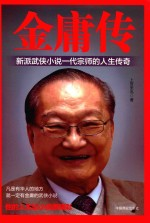 金庸传
新派武侠小说一代宗师的人生传奇
凡是有华人的地方
就一定有金庸的武侠小说